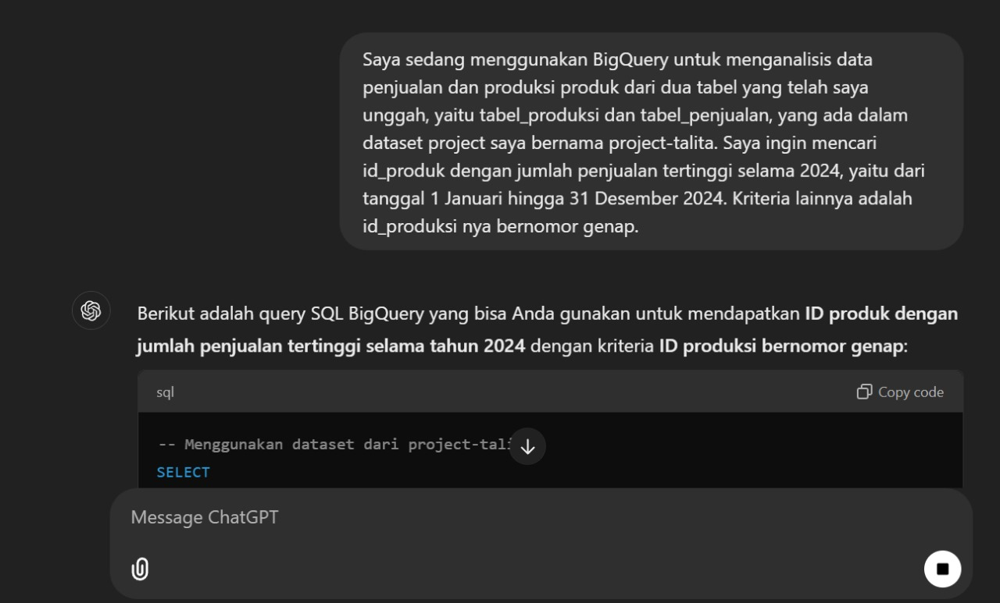 Saya sedang menggunakan BigQuery untuk menganalisis data
penjualan dan produksi produk dari dua tabel yang telah saya
unggah, yaitu tabel_produksi dan tabel_penjualan, yang ada dalam
dataset project saya bernama project-talita. Saya ingin mencari
id_produk dengan jumlah penjualan tertinggi selama 2024, yaitu dari
tanggal 1 Januari hingga 31 Desember 2024. Kriteria lainnya adalah
id_produksi nya bernomor genap.
Berikut adalah query SQL BigQuery yang bisa Anda gunakan untuk mendapatkan ID produk dengan
jumlah penjualan tertinggi selama tahun 2024 dengan kriteria ID produksi bernomor genap:
sql
Copy code
-- Menggunakan dataset dari project-tali
SELECT
Message ChatGPT